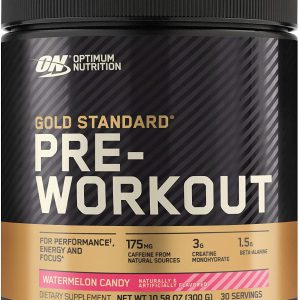 ON OPTIMUM
NUTRITION
GOLD STANDARD®
PRE-
WORKOUT
FOR PERFORMANCE†,
ENERGY AND
FOCUS†
175MG
CAFFEINE FROM
NATURAL SOURCES
3G
CREATINE
MONOHYDRATE
1.5G
BETA-ALANINE
WATERMELON CANDY
NATURALLY &
ARTIFICIALLY FLAVORED
DIETARY SUPPLEMENT NET WT 10.58 OZ (300 G) 30 SERVINGS